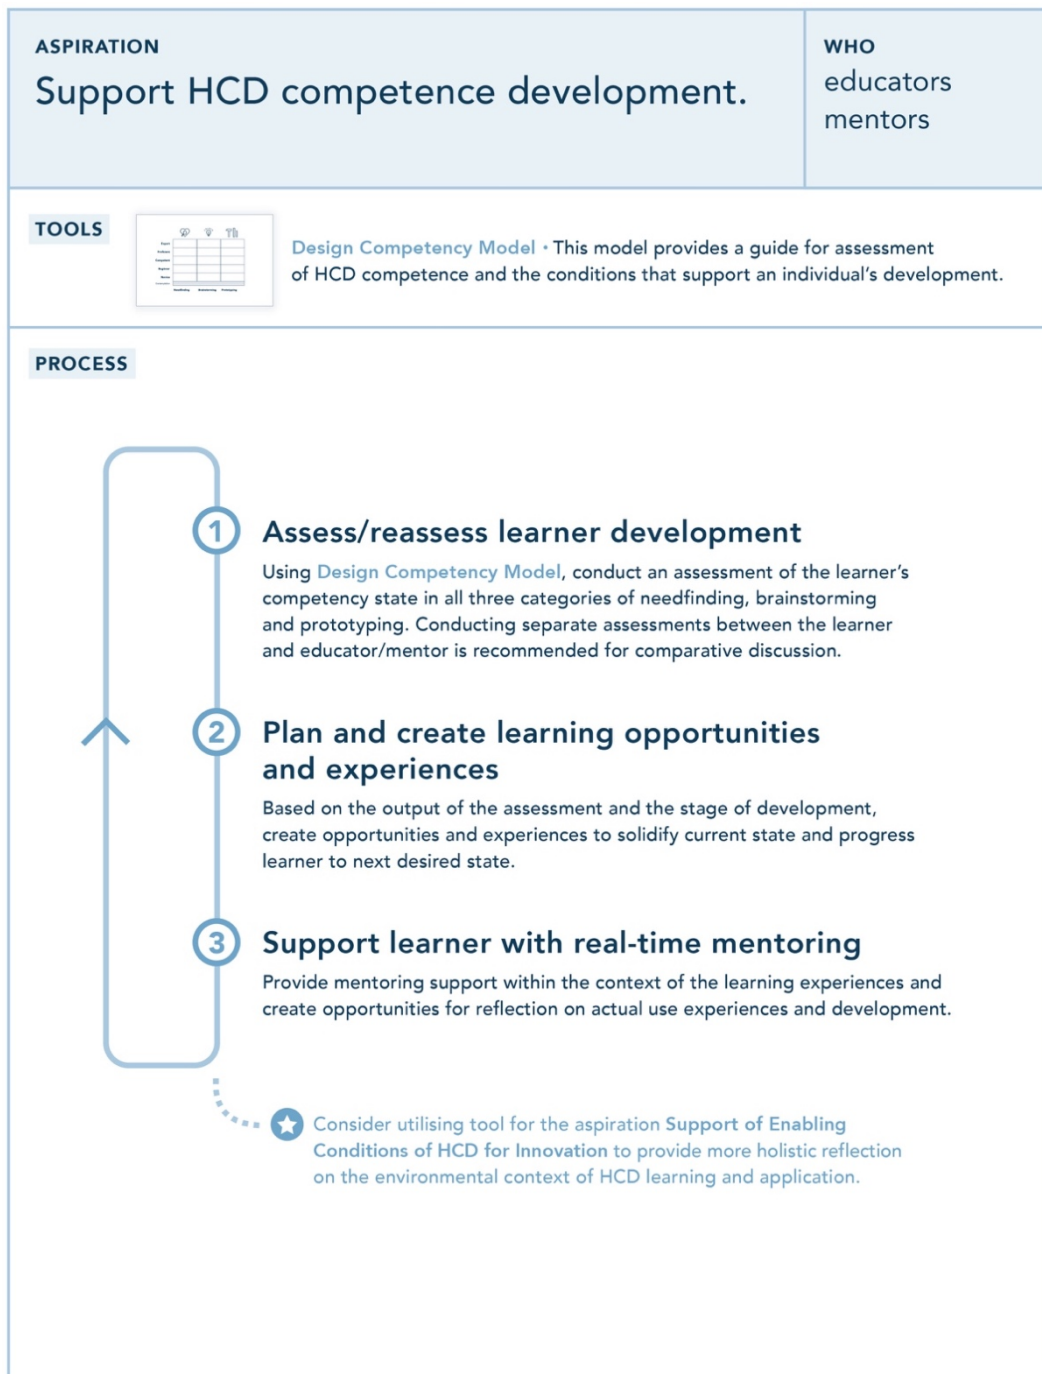 ASPIRATION
Support HCD competence development.
WHO
educators
mentors
TOOLS
Needfinding Brainstorming Prototyping
Design Competency Model • This model provides a guide for assessment
of HCD competence and the conditions that support an individual's development.
PROCESS
1
Assess/reassess learner development
Using Design Competency Model, conduct an assessment of the learner's
competency state in all three categories of needfinding, brainstorming
and prototyping. Conducting separate assessments between the learner
and educator/mentor is recommended for comparative discussion.
2
Plan and create learning opportunities
and experiences
Based on the output of the assessment and the stage of development,
create opportunities and experiences to solidify current state and progress
learner to next desired state.
3
Support learner with real-time mentoring
Provide mentoring support within the context of the learning experiences and
create opportunities for reflection on actual use experiences and development.
Consider utilising tool for the aspiration Support of Enabling
Conditions of HCD for Innovation to provide more holistic reflection
on the environmental context of HCD learning and application.